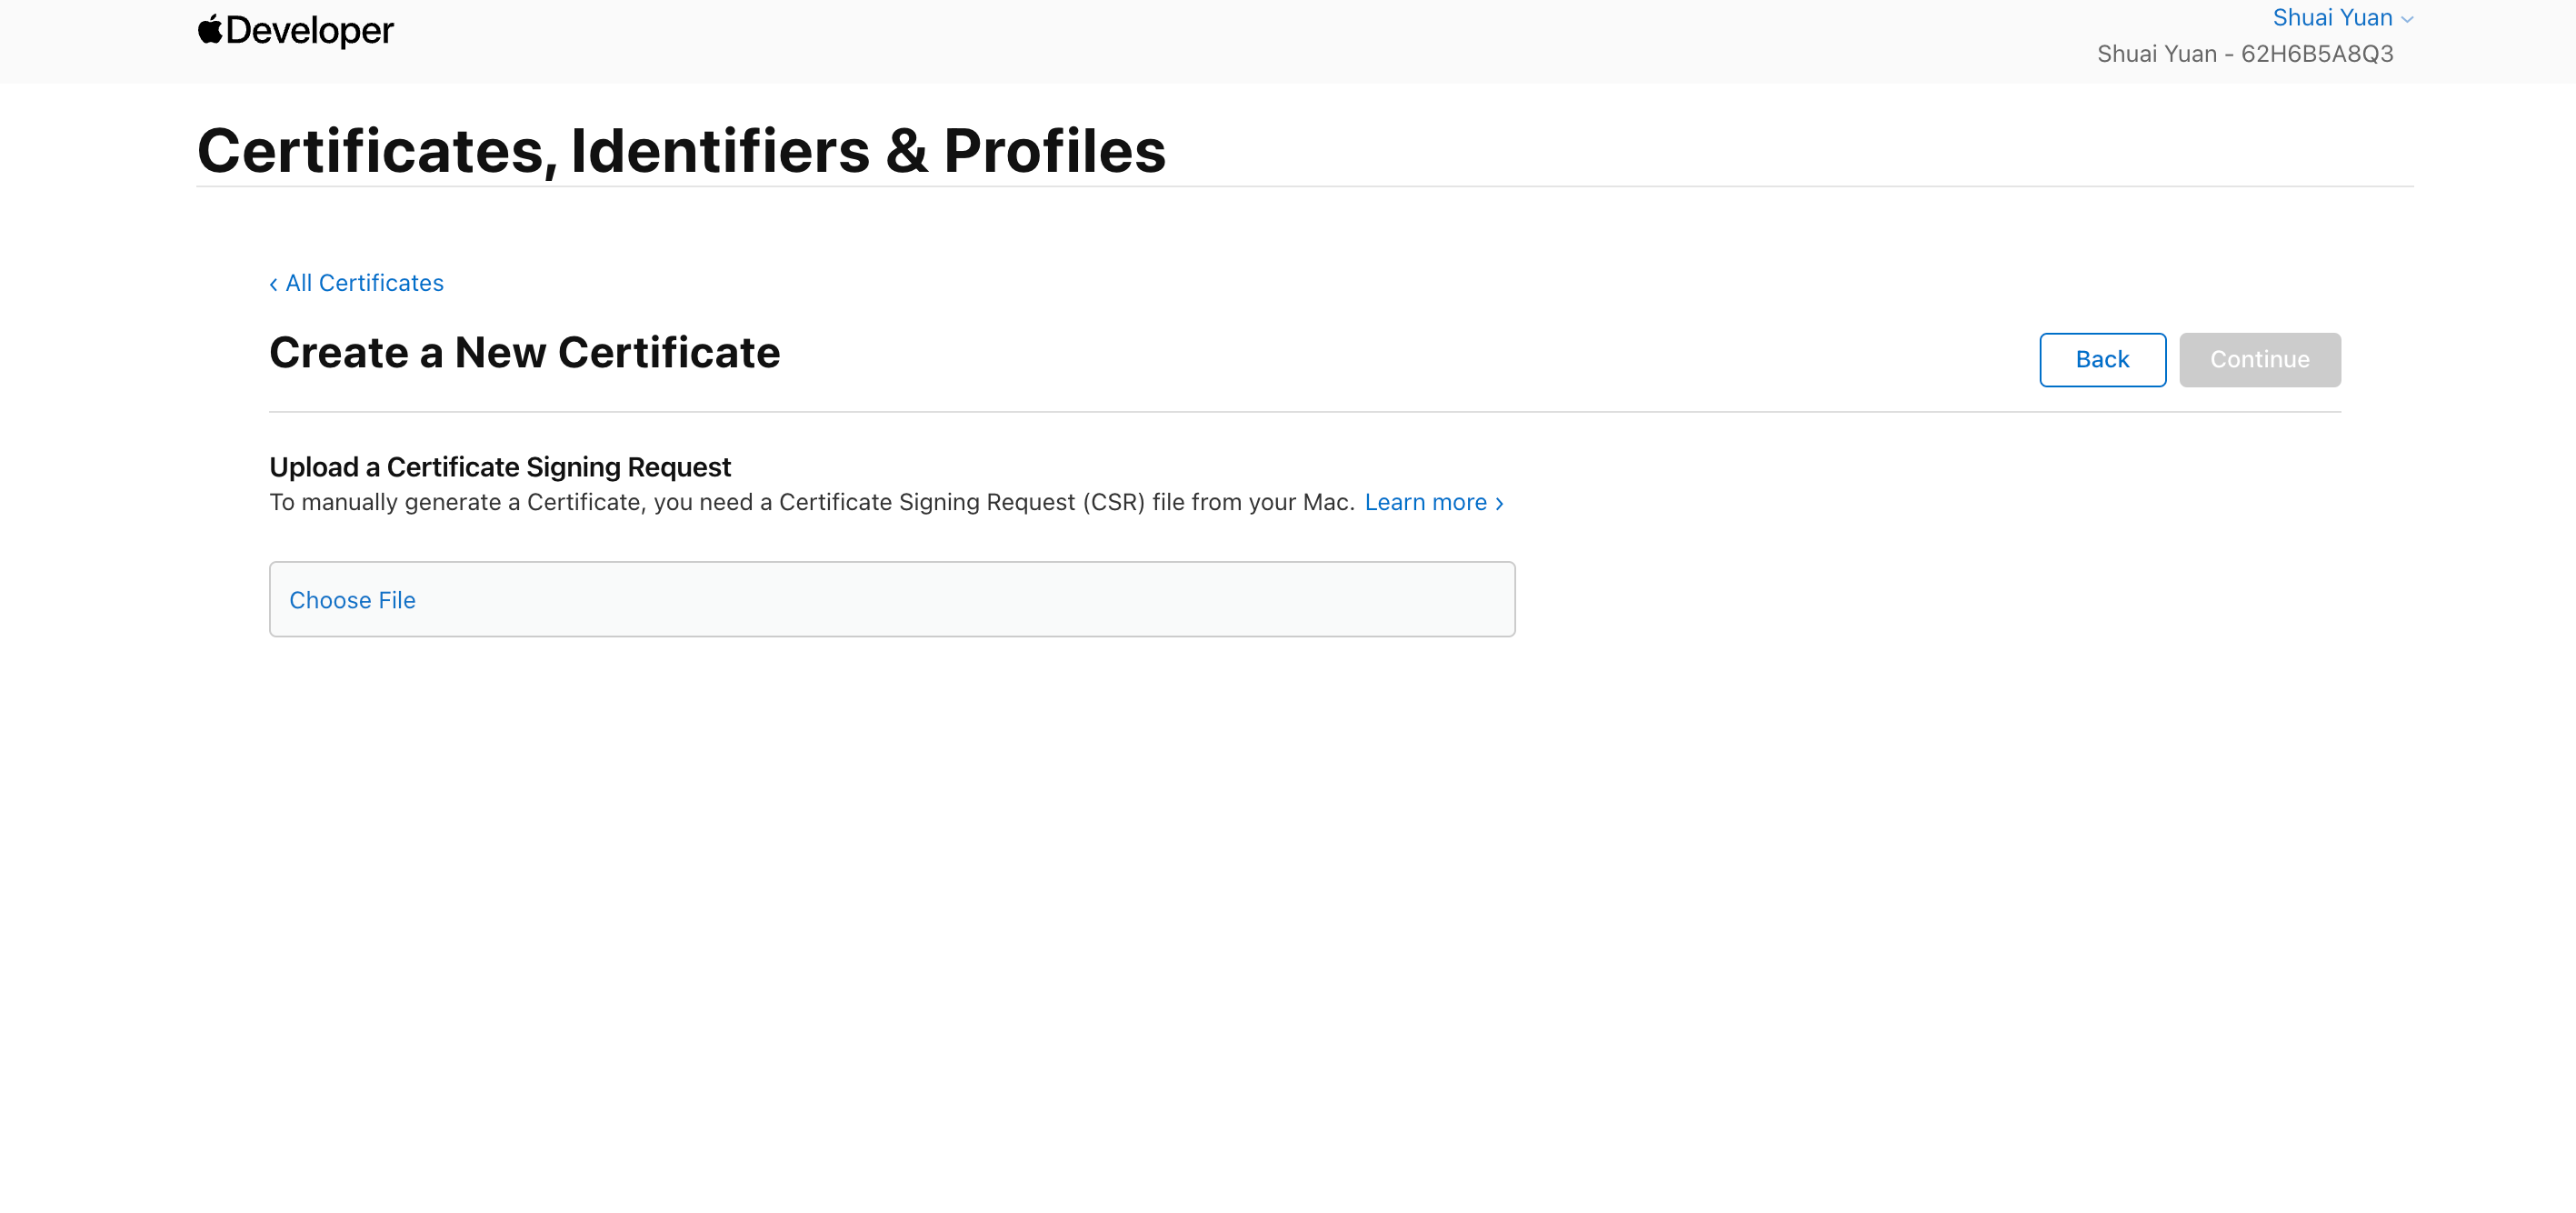 Developer
Shuai Yuan
Shuai Yuan - 62H6B5A8Q3
Certificates, Identifiers & Profiles
‹ All Certificates
Create a New Certificate
Back
Continue
Upload a Certificate Signing Request
To manually generate a Certificate, you need a Certificate Signing Request (CSR) file from your Mac. Learn more ›
Choose File